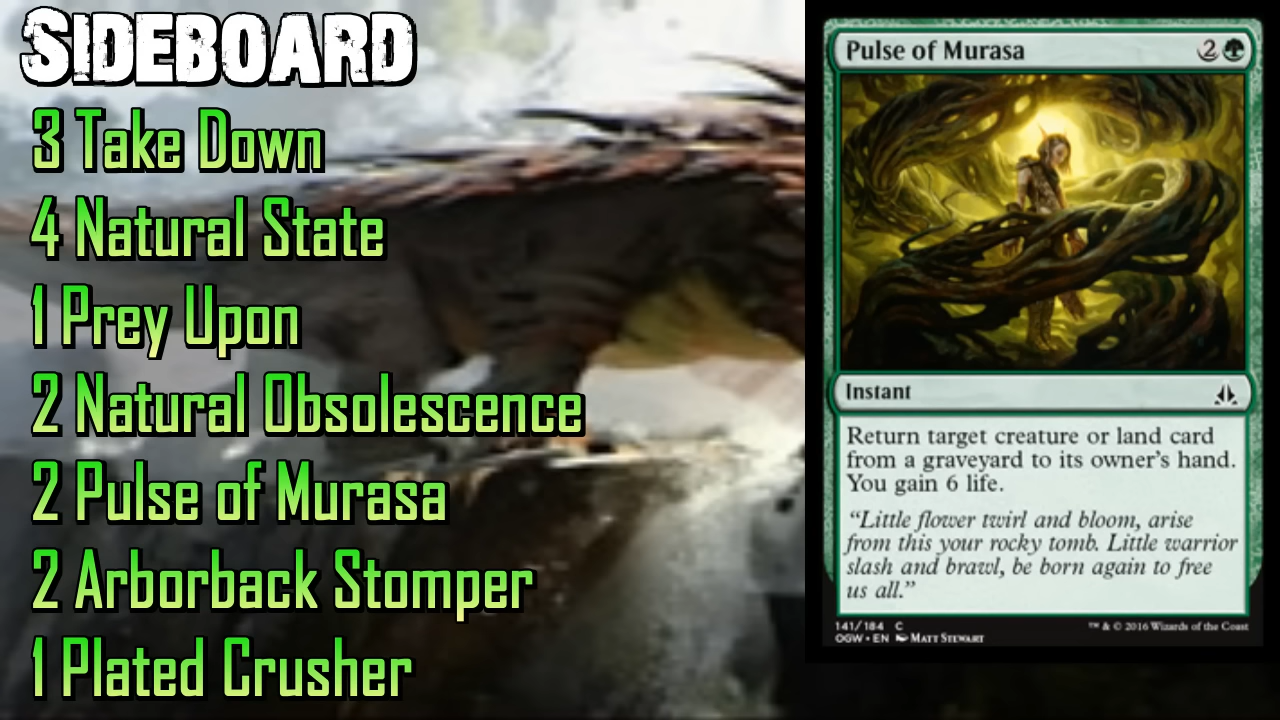 SIDEBOARD
3 Take Down
4 Natural State
1 Prey Upon
2 Natural Obsolescence
2 Pulse of Murasa
2 Arborback Stomper
1 Plated Crusher
Pulse of Murasa 2
Instant
Return target creature or land card
from a graveyard to its owner's hand.
You gain 6 life.
“Little flower twirl and bloom, arise
from this your rocky tomb. Little warrior
slash and brawl, be born again to free
us all.”
141/184 C
OGW • EN Matt Stewart
™ & © 2016 Wizards of the Coast